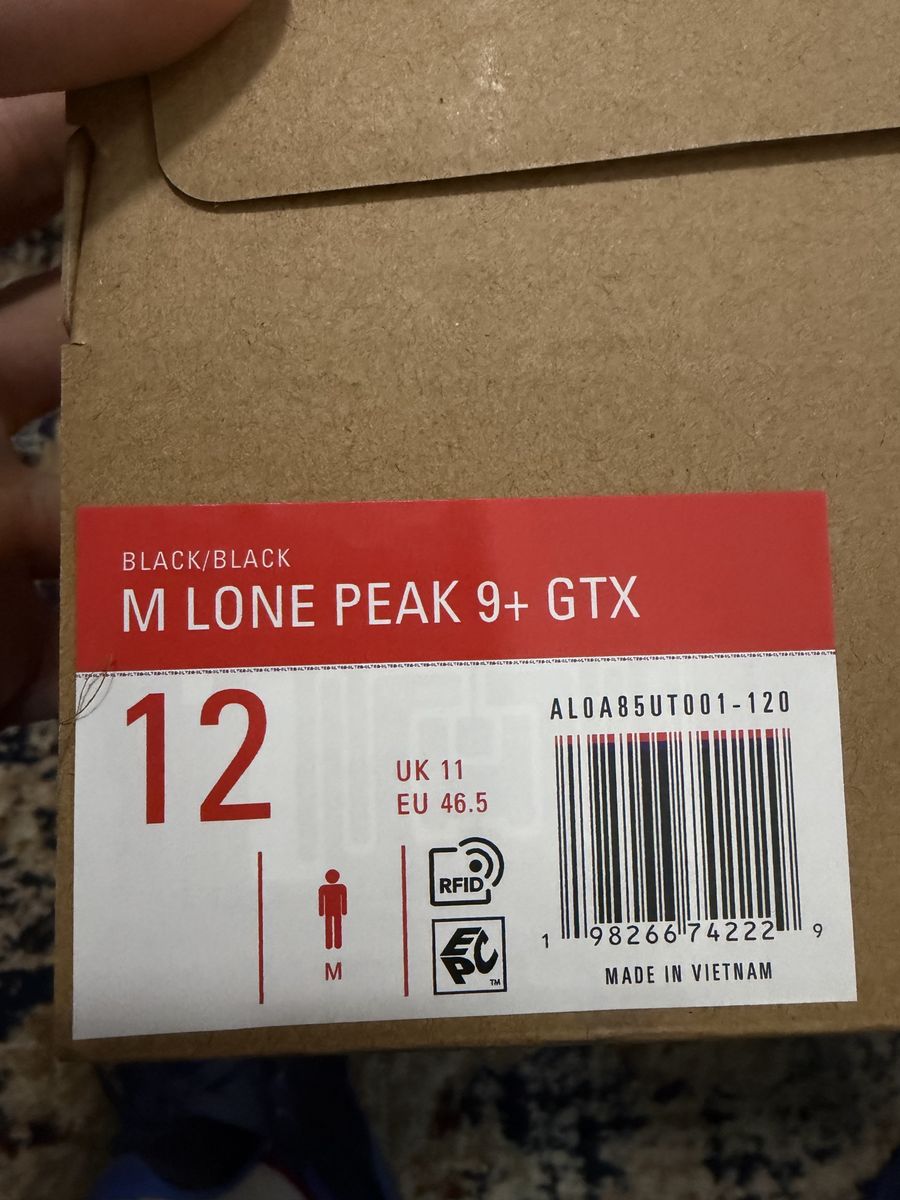 BLACK/BLACK
M LONE PEAK 9+ GTX
12
AL0A85UT001-120
UK 11
EU 46.5
RFID
M
EPC
TM
1 98266 74222 9
MADE IN VIETNAM